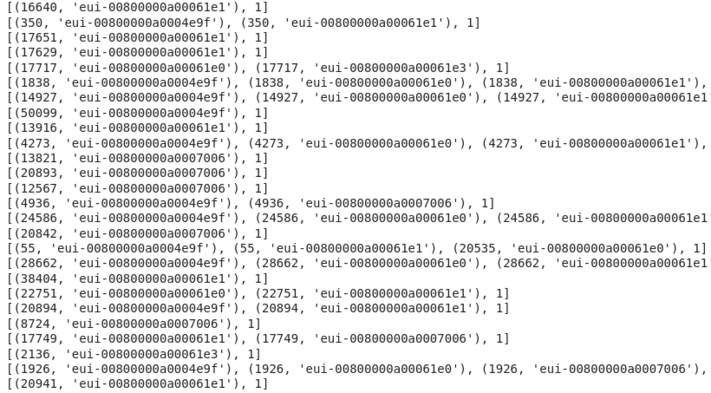 [(16640, 'eui-00800000a00061e1'), 1]
[(350, 'eui-00800000a0004e9f'), (350, 'eui-00800000a00061e1'), 1]
[(17651, 'eui-00800000a00061e1'), 1]
[(17629, 'eui-00800000a00061e1'), 1]
[(17717, 'eui-00800000a00061e0'), (17717, 'eui-00800000a00061e3'), 1]
[(1838, 'eui-00800000a0004e9f'), (1838, 'eui-00800000a00061e0'), (1838, 'eui-00800000a00061e1'),
[(14927, 'eui-00800000a0004e9f'), (14927, 'eui-00800000a00061e0'), (14927, 'eui-00800000a00061e1'
[(50099, 'eui-00800000a0004e9f'), 1]
[(13916, 'eui-00800000a00061e1'), 1]
[(4273, 'eui-00800000a0004e9f'), (4273, 'eui-00800000a00061e0'), (4273, 'eui-00800000a00061e1'),
[(13821, 'eui-00800000a0007006'), 1]
[(20893, 'eui-00800000a0007006'), 1]
[(12567, 'eui-00800000a0007006'), 1]
[(4936, 'eui-00800000a0004e9f'), (4936, 'eui-00800000a0007006'), 1]
[(24586, 'eui-00800000a0004e9f'), (24586, 'eui-00800000a00061e0'), (24586, 'eui-00800000a00061e1'
[(20842, 'eui-00800000a0007006'), 1]
[(55, 'eui-00800000a0004e9f'), (55, 'eui-00800000a00061e1'), (20535, 'eui-00800000a00061e0'), 1]
[(28662, 'eui-00800000a0004e9f'), (28662, 'eui-00800000a00061e0'), (28662, 'eui-00800000a00061e1'
[(38404, 'eui-00800000a00061e1'), 1]
[(22751, 'eui-00800000a00061e0'), (22751, 'eui-00800000a00061e1'), 1]
[(20894, 'eui-00800000a0004e9f'), (20894, 'eui-00800000a00061e1'), 1]
[(8724, 'eui-00800000a0007006'), 1]
[(17749, 'eui-00800000a00061e1'), (17749, 'eui-00800000a0007006'), 1]
[(2136, 'eui-00800000a00061e3'), 1]
[(1926, 'eui-00800000a0004e9f'), (1926, 'eui-00800000a00061e0'), (1926, 'eui-00800000a0007006'),
[(20941, 'eui-00800000a00061e1'), 1]